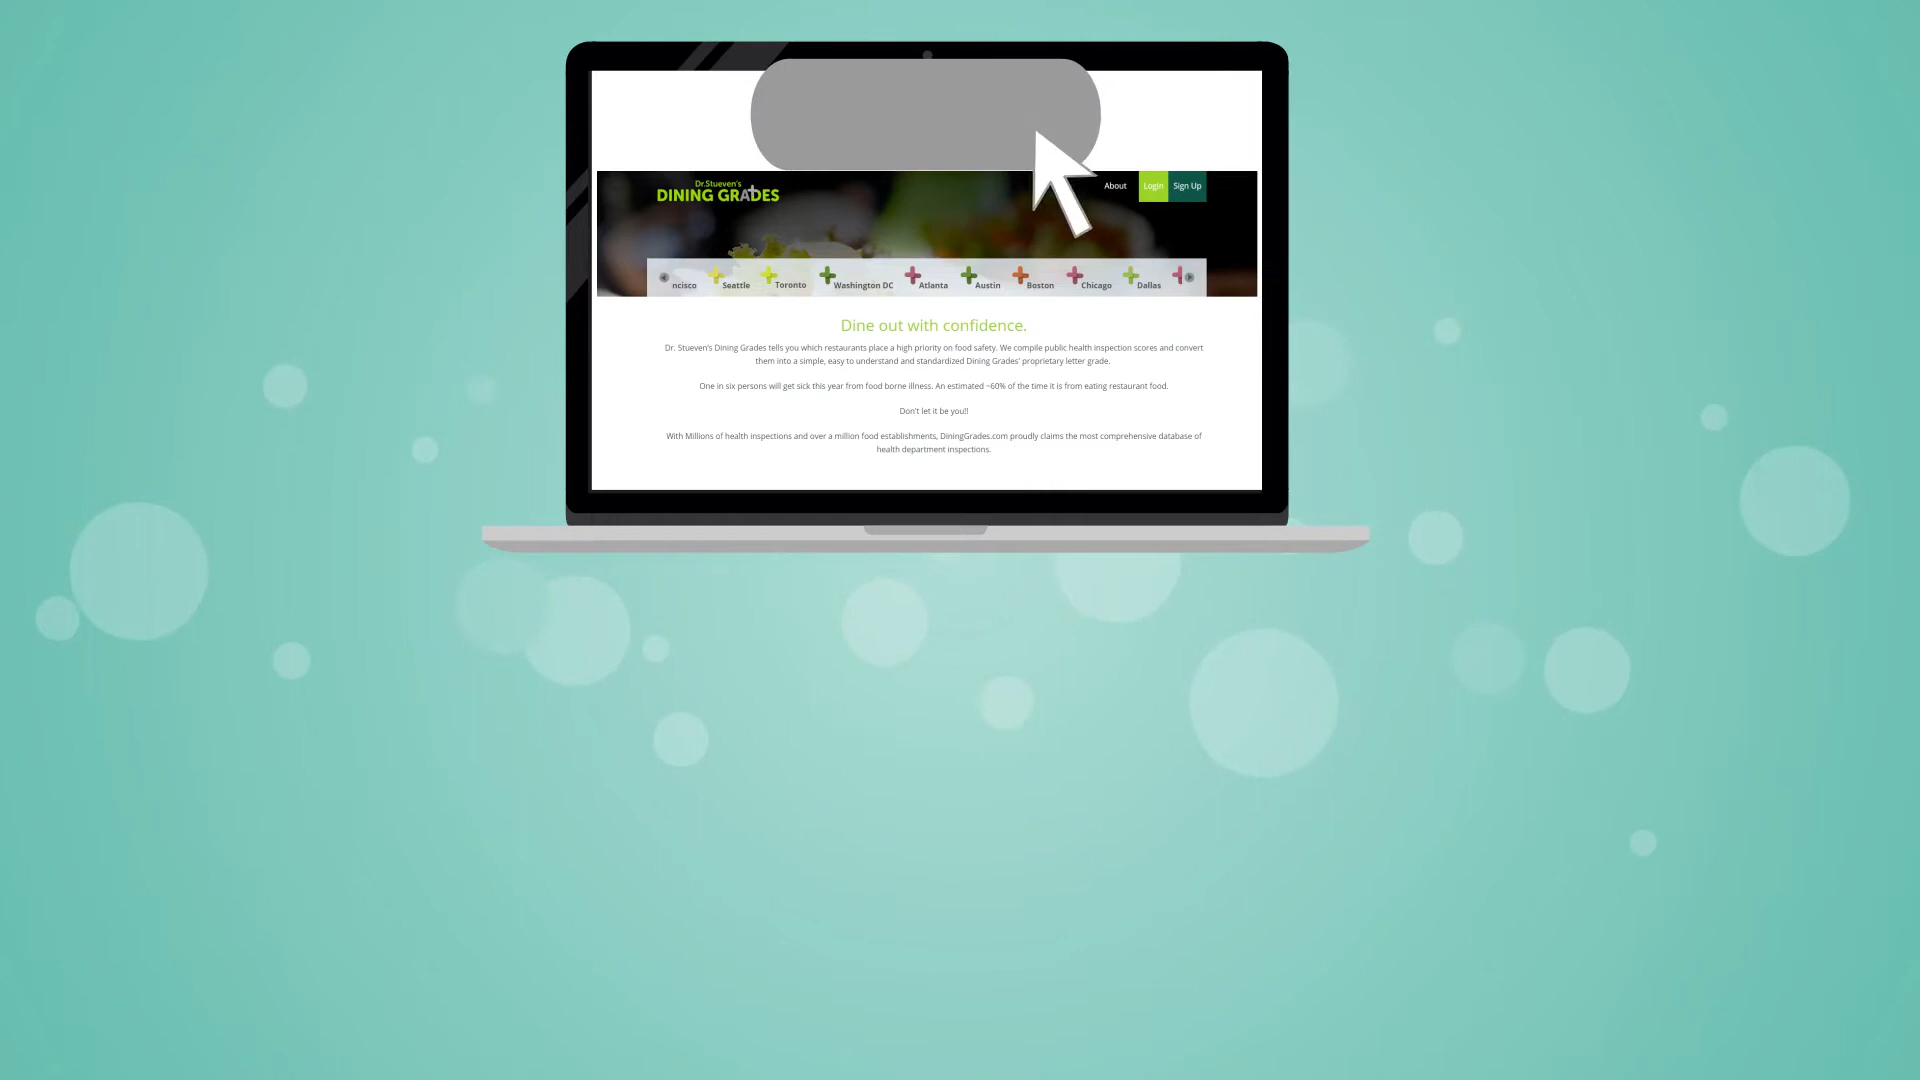 Dr.Stueven's
DINING GRADES
About
Login
Sign Up
ncisco
Seattle
Toronto
Washington DC
Atlanta
Austin
Boston
Chicago
Dallas
Dine out with confidence.
Dr. Stueven's Dining Grades tells you which restaurants place a high priority on food safety. We compile public health inspection scores and convert
them into a simple, easy to understand and standardized Dining Grades' proprietary letter grade.
One in six persons will get sick this year from food borne illness. An estimated ~60% of the time it is from eating restaurant food.
Don't let it be you!!
With Millions of health inspections and over a million food establishments, DiningGrades.com proudly claims the most comprehensive database of
health department inspections.